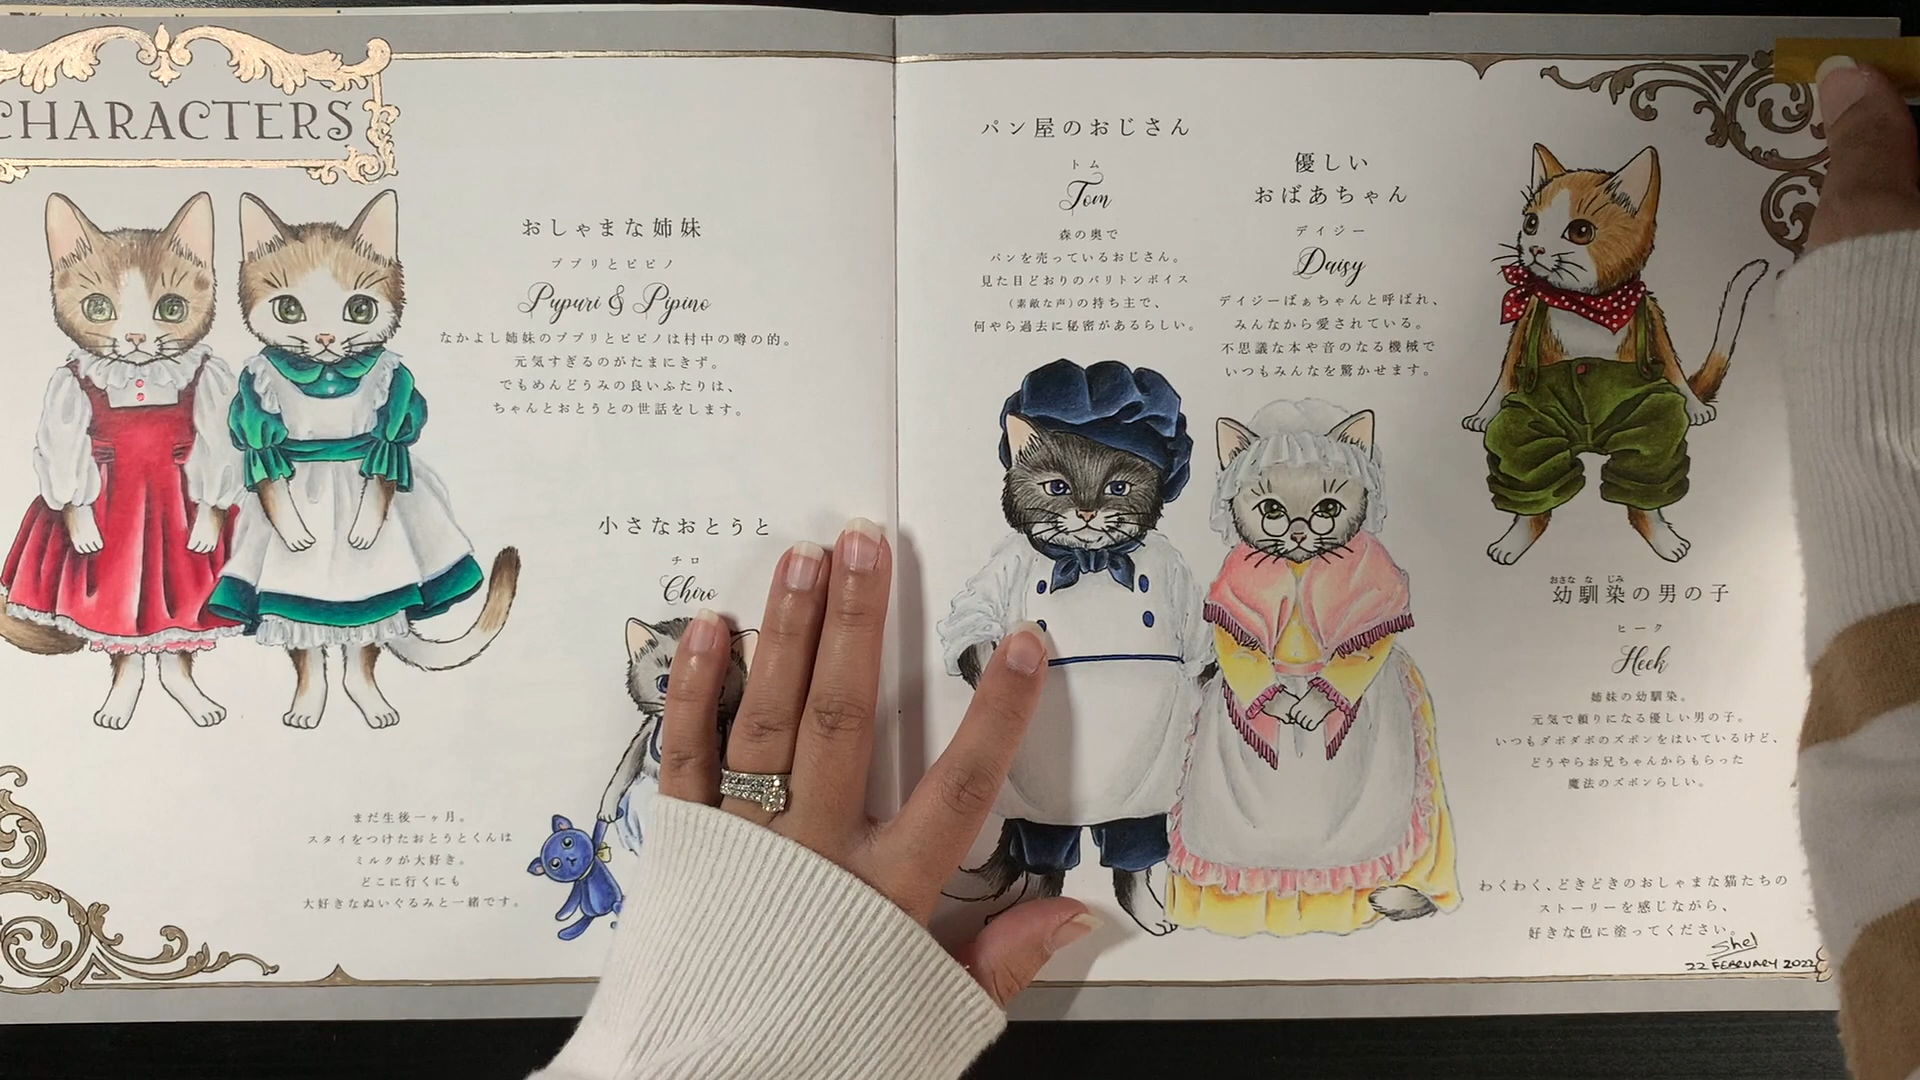 CHARACTERS
おしゃまな姉妹
ププリとピピノ
Pupuri & Pipino
なかよし姉妹のププリとピピノは村中の噂の的。
元気すぎるのがたまにきず。
でもめんどうみの良いふたりは、
ちゃんとおとうとの世話をします。
小さなおとうと
チロ
Chiro
まだ生後一ヶ月。
スタイをつけたおとうとくんは
ミルクが大好き。
どこに行くにも
大好きなぬいぐるみと一緒です。
パン屋のおじさん
トム
Tom
森の奥で
パンを売っているおじさん。
見た目どおりのバリトンボイス
(素敵な声)の持ち主で、
何やら過去に秘密があるらしい。
優しい
おばあちゃん
デイジー
Daisy
デイジーばぁちゃんと呼ばれ、
みんなから愛されている。
不思議な本や音のなる機械で
いつもみんなを驚かせます。
おさな な じみ
幼馴染の男の子
ヒーク
Heek
姉妹の幼馴染。
元気で頼りになる優しい男の子。
いつもダボダボのズボンをはいているけど、
どうやらお兄ちゃんからもらった
魔法のズボンらしい。
わくわく、どきどきのおしゃまな猫たちの
ストーリーを感じながら、
好きな色に塗ってください。
Shel
22 FEBRUARY 2022